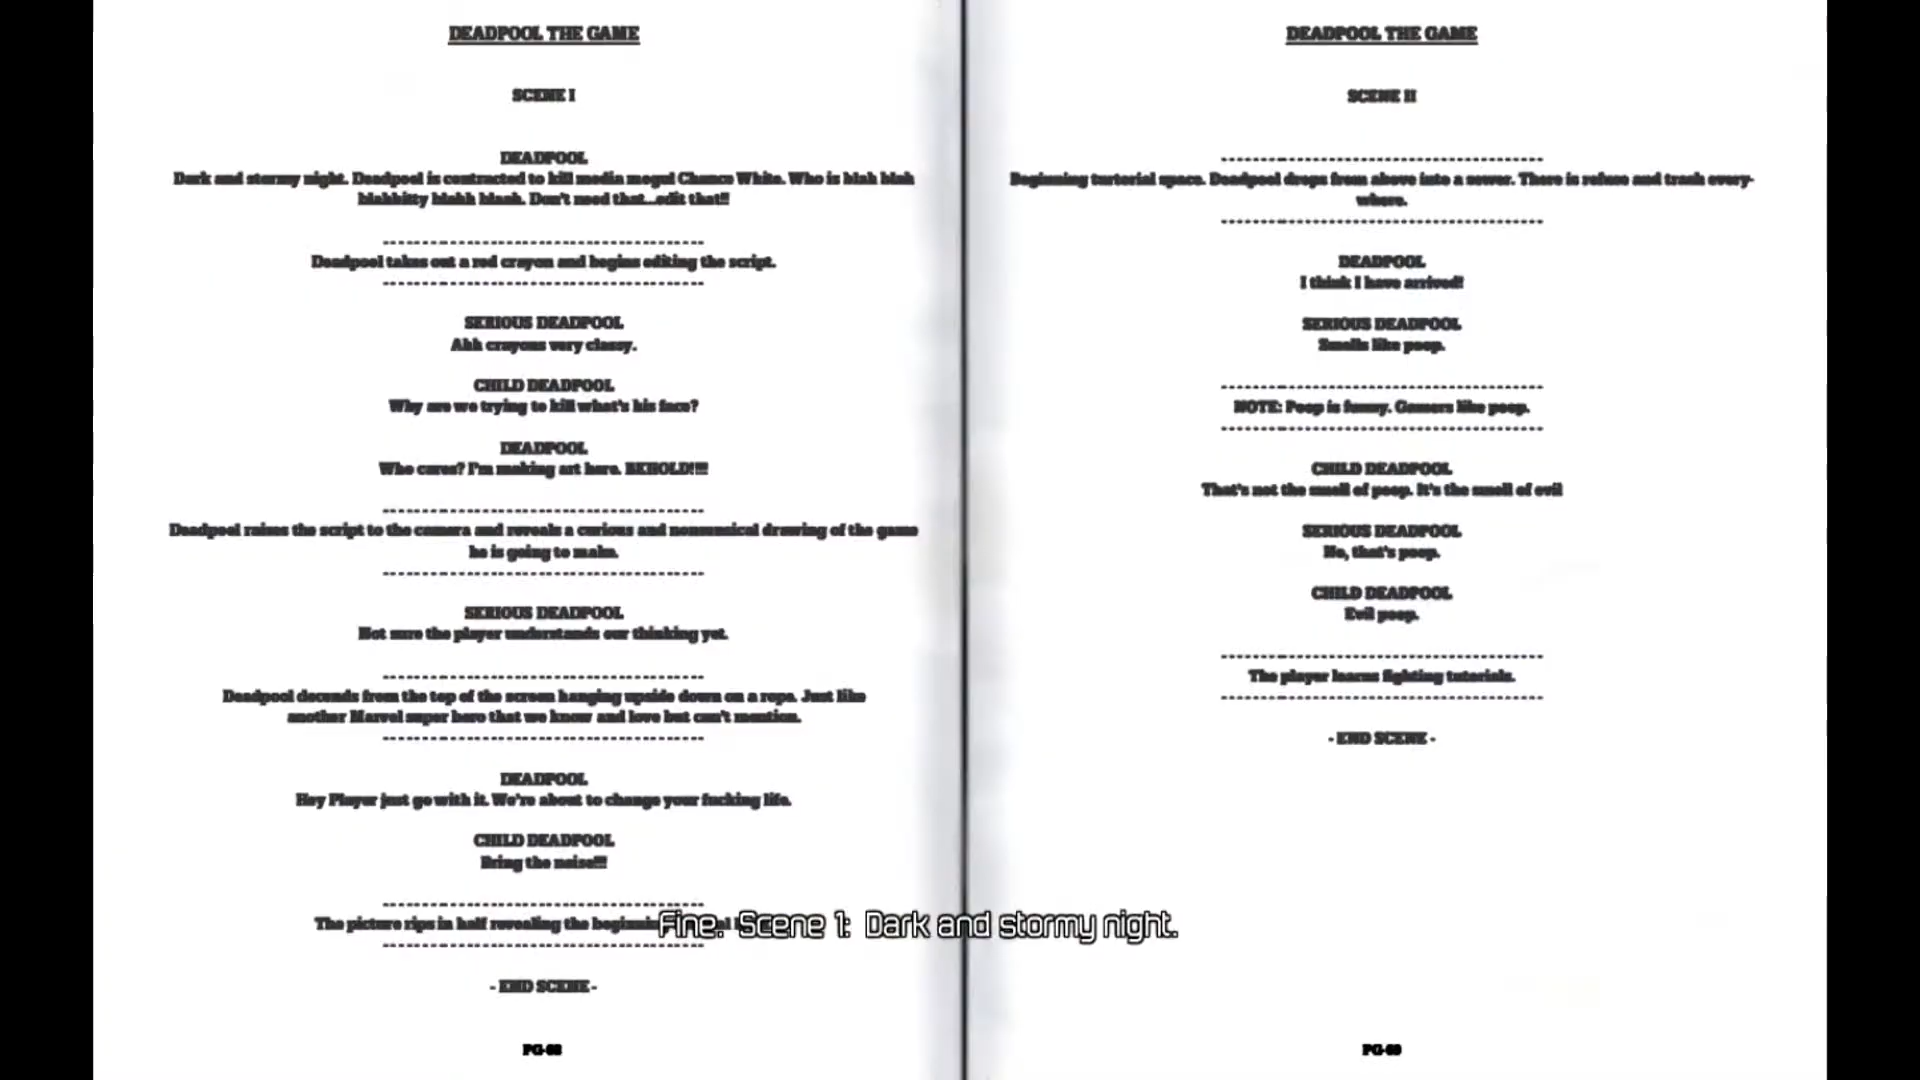 DEADPOOL THE GAME
SCENE I
DEADPOOL
Dark and stormy night. Deadpool is contracted to kill media mogul Chance White. Who is blah blah
blahbitty blahh blaah. Don't need that...edit that!!
Deadpool takes out a red crayon and begins editing the script.
SERIOUS DEADPOOL
Ahh crayons very classy.
CHILD DEADPOOL
Why are we trying to kill what's his face?
DEADPOOL
Who cares? I'm making art here. BEHOLD!!!!
Deadpool raises the script to the camera and reveals a curious and nonsensical drawing of the game
he is going to make.
SERIOUS DEADPOOL
Not sure the player understands our thinking yet.
Deadpool decends from the top of the screen hanging upside down on a rope. Just like
another Marvel super hero that we know and love but can't mention.
DEADPOOL
Hey Player just go with it. We're about to change your fucking life.
CHILD DEADPOOL
Bring the noise!!!
The picture rips in half revealing the
- END SCENE -
PG-68
DEADPOOL THE GAME
SCENE II
Beginning turtorial space. Deadpool drops from above into a sewer. There is refuse and trash every-
where.
DEADPOOL
I think I have arrived!
SERIOUS DEADPOOL
Smells like poop.
NOTE: Poop is funny. Gamers like poop.
CHILD DEADPOOL
That's not the smell of poop. It's the smell of evil
SERIOUS DEADPOOL
No, that's poop.
CHILD DEADPOOL
Evil poop.
The player learns fighting tutorials.
- END SCENE -
PG-69
Fine. Scene 1: Dark and stormy night.